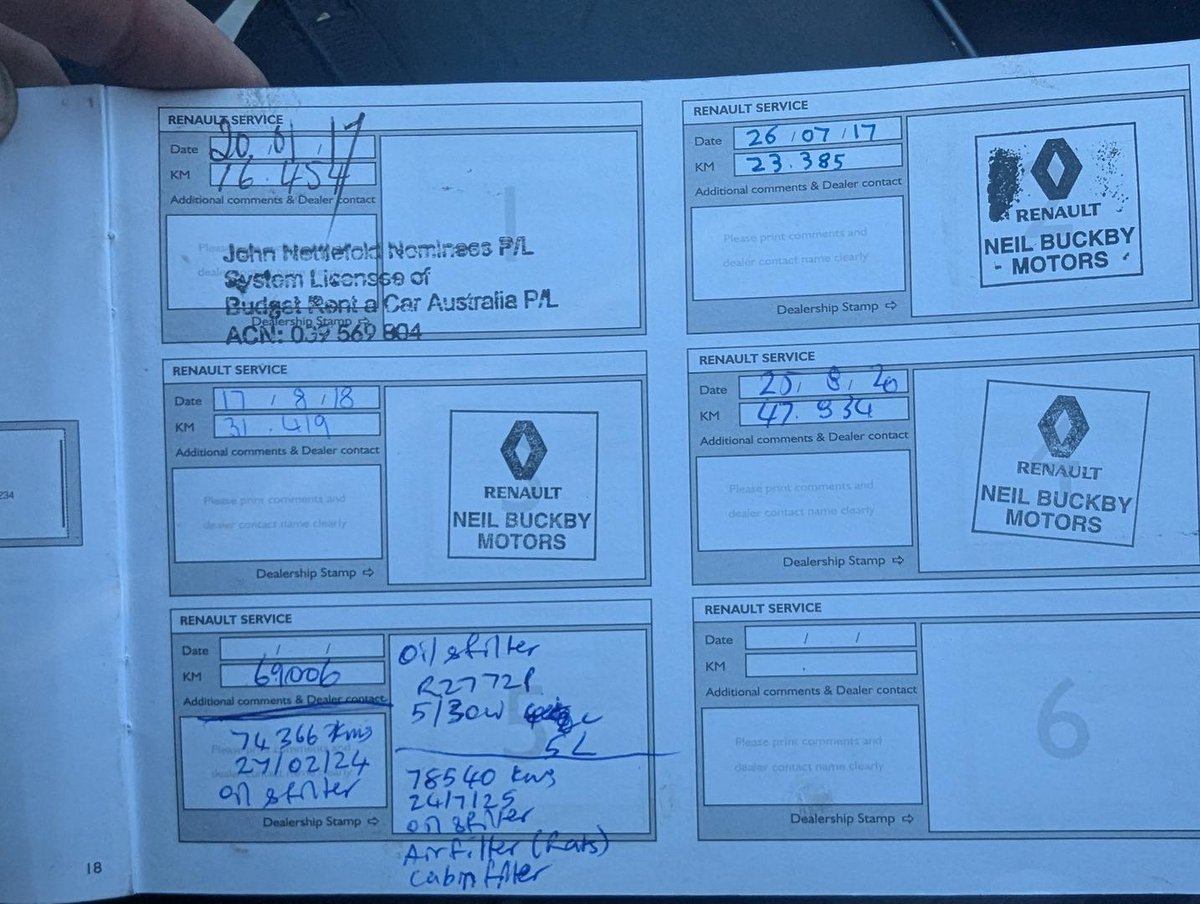 RENAULT SERVICE
Date 20 / 01 / 17
KM 16.454
Additional comments & Dealer contact
John Nettlefold Nominees P/L
System Licensee of
Budget Rent a Car Australia P/L
Dealership Stamp ⇨
ACN: 009 569 804
RENAULT SERVICE
Date 26 / 07 / 17
KM 23.385
Additional comments & Dealer contact
Please print comments and
dealer contact name clearly
Dealership Stamp ⇨
RENAULT
NEIL BUCKBY
MOTORS
RENAULT SERVICE
Date 17 / 8 / 18
KM 31.419
Additional comments & Dealer contact
Please print comments and
dealer contact name clearly
Dealership Stamp ⇨
RENAULT
NEIL BUCKBY
MOTORS
RENAULT SERVICE
Date 25 / 8 / 20
KM 47.934
Additional comments & Dealer contact
Please print comments and
dealer contact name clearly
Dealership Stamp ⇨
RENAULT
NEIL BUCKBY
MOTORS
234
RENAULT SERVICE
Date / /
KM 69006
Additional comments & Dealer contact
74366 Kms
27/02/24
oil & filter
Dealership Stamp ⇨
Oil & filter
R2772P
5/30W
5L
78540 kms
24/7/25
oil & filter
Air filter (Rats)
Cabin filter
RENAULT SERVICE
Date / /
KM .
Additional comments & Dealer contact
Please print comments and
dealer contact name clearly
Dealership Stamp ⇨
6
18